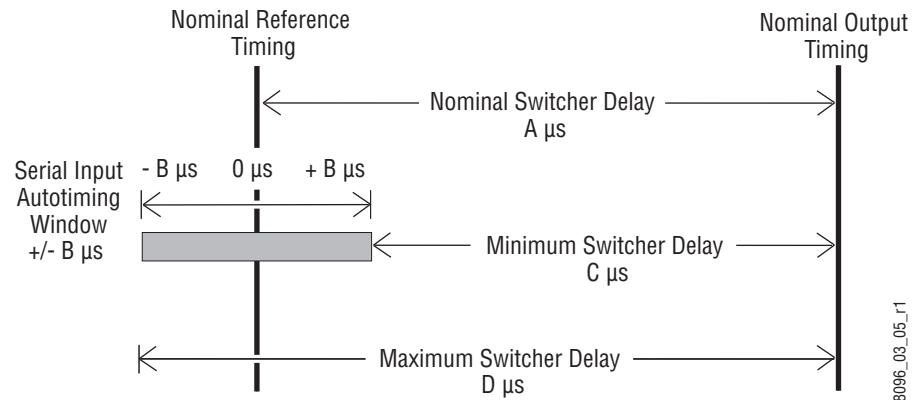 Nominal Reference
Timing
Nominal Output
Timing
Nominal Switcher Delay
A µs
Serial Input
Autotiming
Window
+/- B µs
- B µs 0 µs + B µs
Minimum Switcher Delay
C µs
Maximum Switcher Delay
D µs
8096_03_05_r1